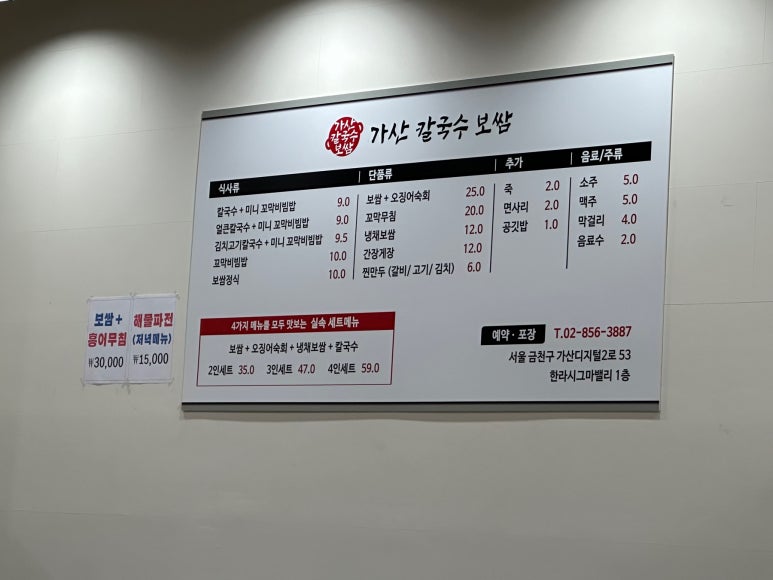 가산
칼국수
보쌈
가산 칼국수 보쌈
식사류
칼국수 + 미니 꼬막비빔밥 9.0
얼큰칼국수 + 미니 꼬막비빔밥 9.0
김치고기칼국수 + 미니 꼬막비빔밥 9.5
꼬막비빔밥 10.0
보쌈정식 10.0
단품류
보쌈 + 오징어숙회 25.0
꼬막무침 20.0
냉채보쌈 12.0
간장게장 12.0
찐만두 (갈비/ 고기/ 김치) 6.0
추가
죽 2.0
면사리 2.0
공깃밥 1.0
음료/주류
소주 5.0
맥주 5.0
막걸리 4.0
음료수 2.0
4가지 메뉴를 모두 맛보는 실속 세트메뉴
보쌈 + 오징어숙회 + 냉채보쌈 + 칼국수
2인세트 35.0 3인세트 47.0 4인세트 59.0
예약 · 포장 T.02-856-3887
서울 금천구 가산디지털2로 53
한라시그마밸리 1층
보쌈 +
홍어무침
₩30,000
해물파전
(저녁메뉴)
₩15,000